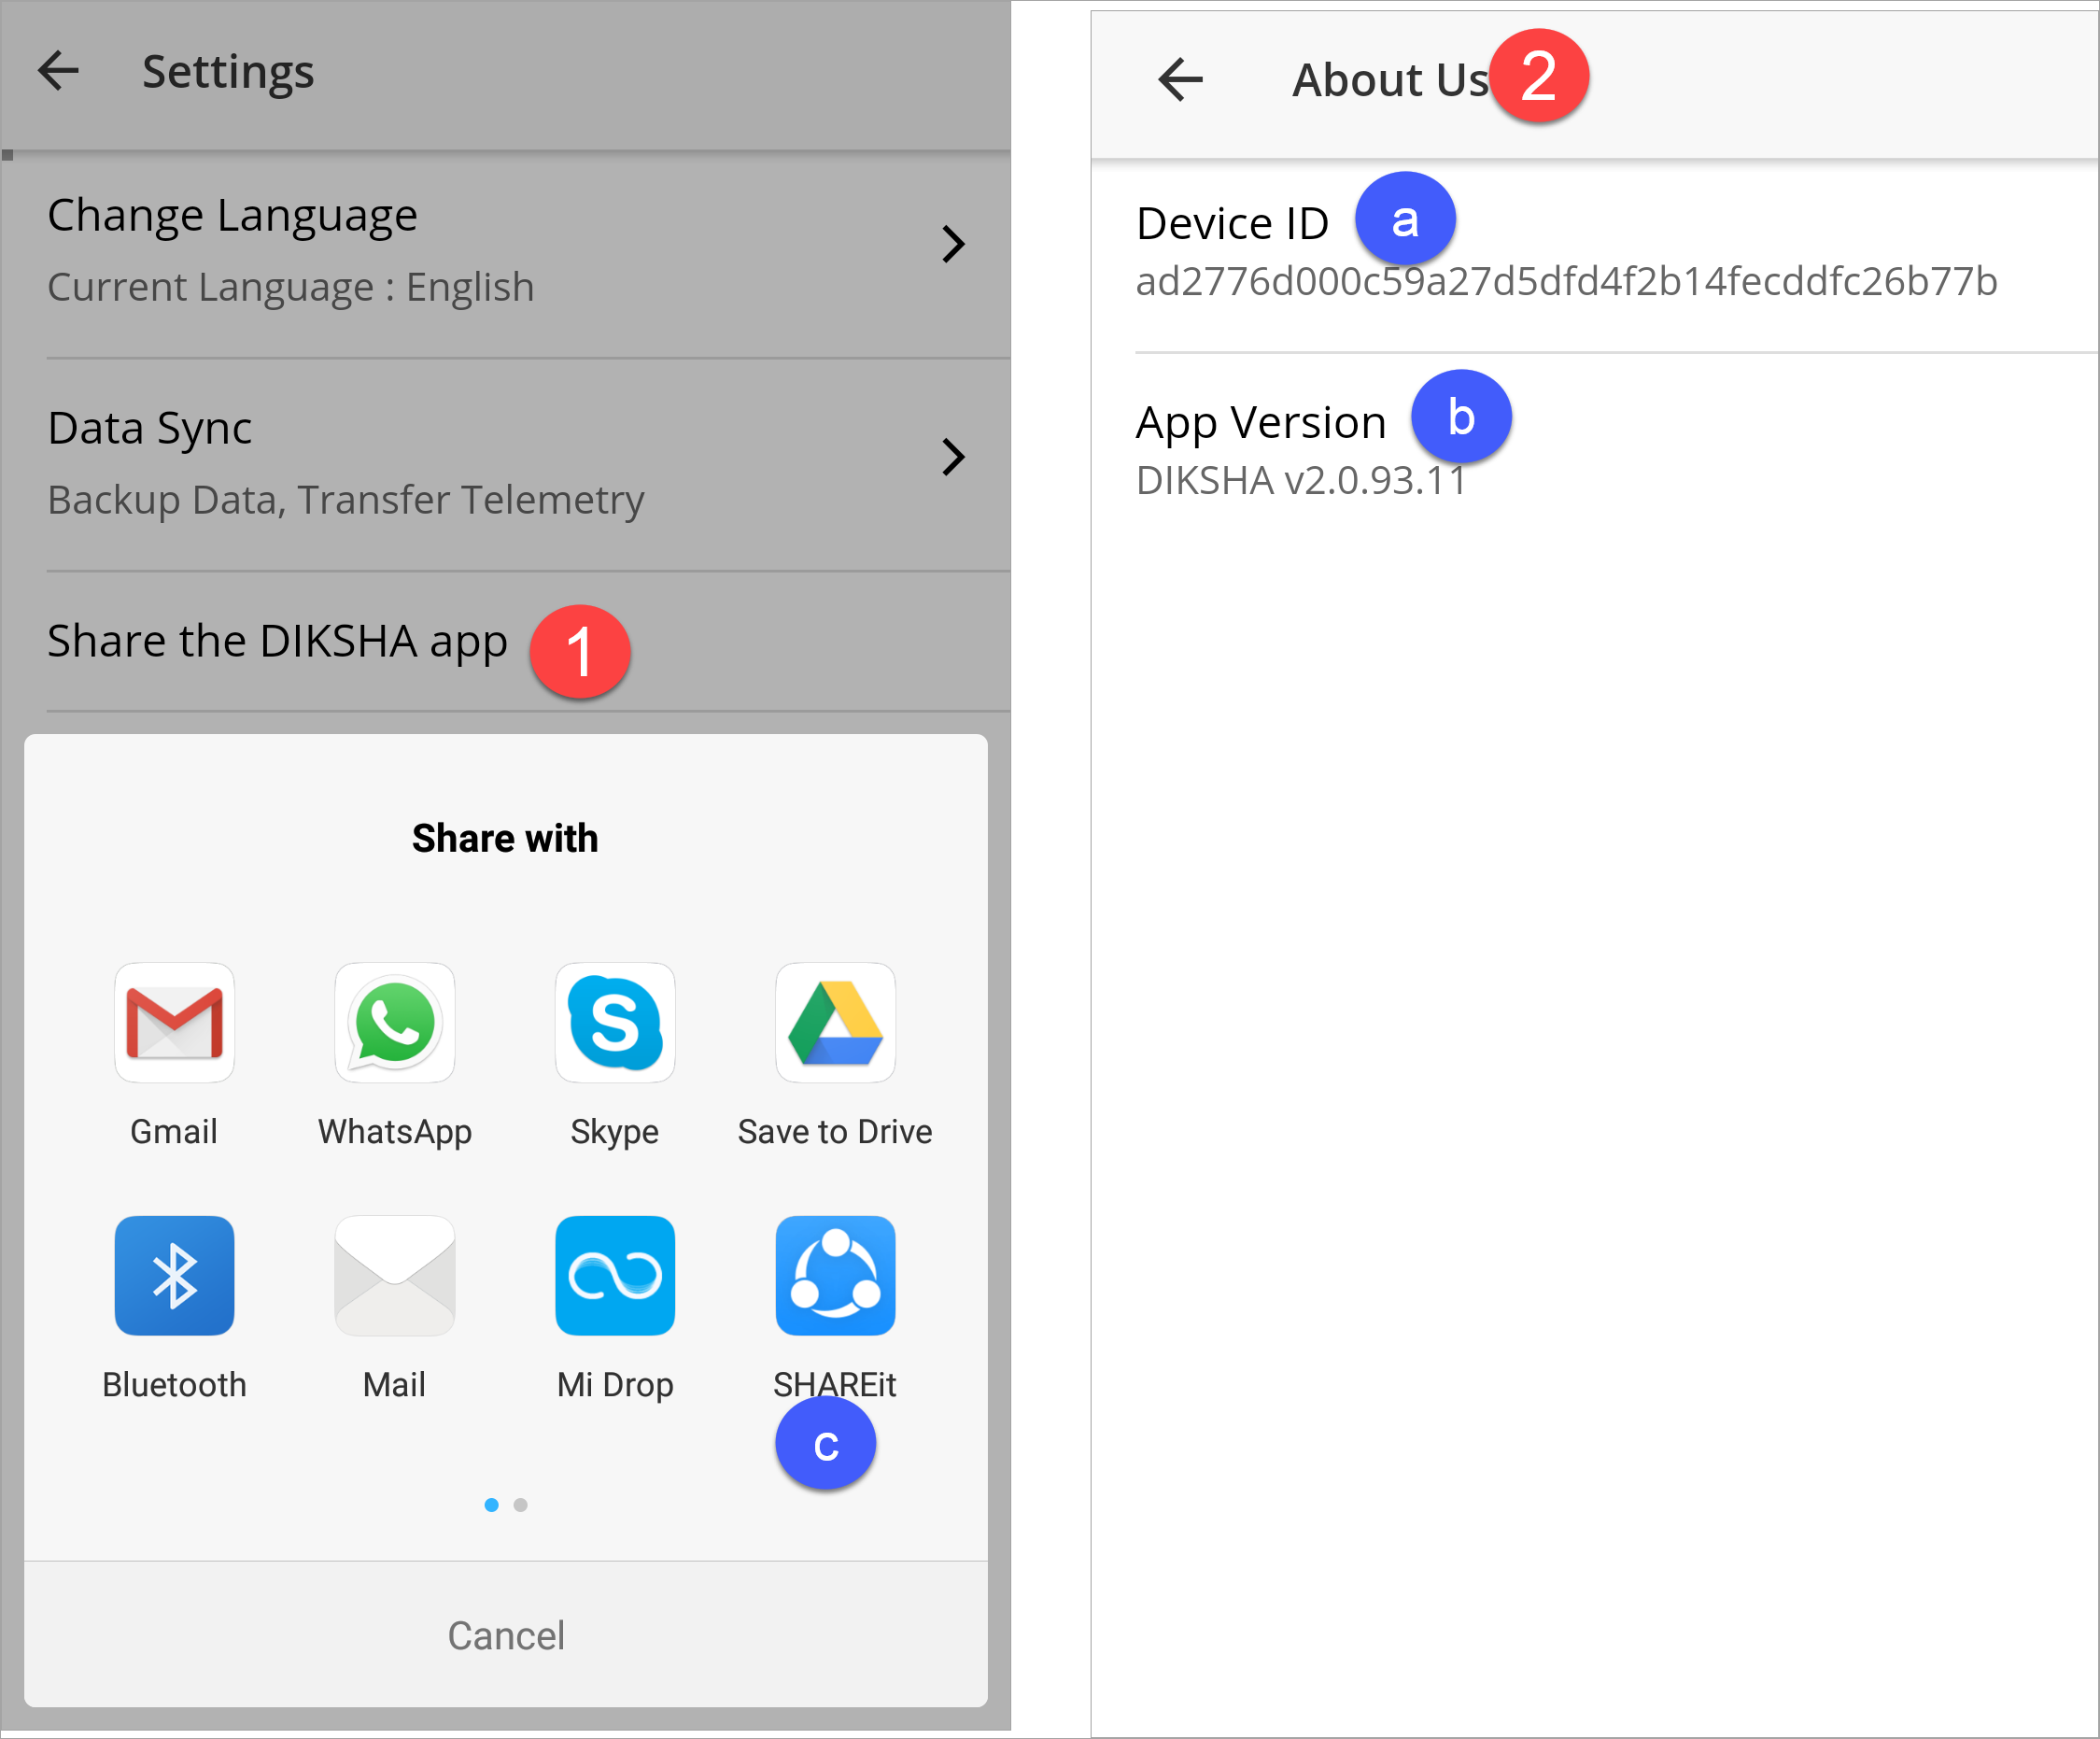 Settings
Change Language
Current Language : English
Data Sync
Backup Data, Transfer Telemetry
Share the DIKSHA app
1
Share with
Gmail
WhatsApp
Skype
Save to Drive
Bluetooth
Mail
Mi Drop
SHAREit
c
Cancel
About Us
2
Device ID
a
ad2776d000c59a27d5dfd4f2b14fecddfc26b77b
App Version
b
DIKSHA v2.0.93.11